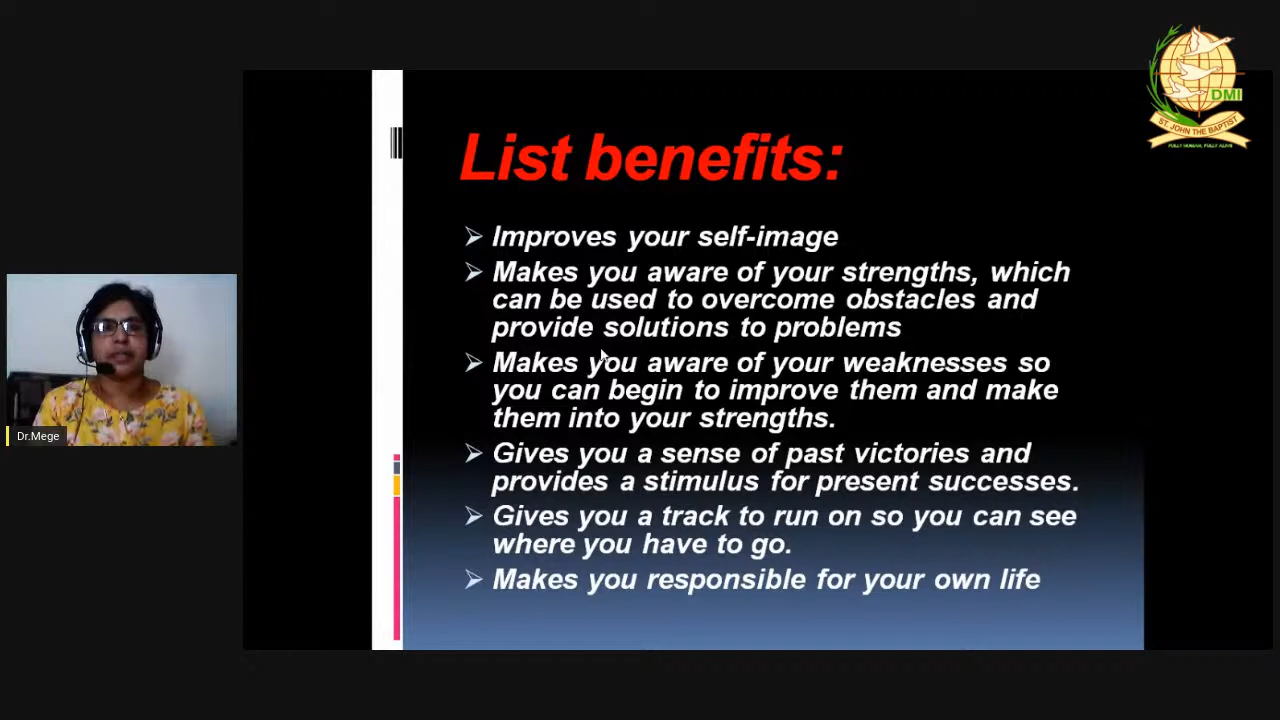 DMI
ST. JOHN THE BAPTIST
FULLY HUMAN, FULLY ALIVE
List benefits:
Improves your self-image
Makes you aware of your strengths, which
can be used to overcome obstacles and
provide solutions to problems
Makes you aware of your weaknesses so
you can begin to improve them and make
them into your strengths.
Gives you a sense of past victories and
provides a stimulus for present successes.
Gives you a track to run on so you can see
where you have to go.
Makes you responsible for your own life
Dr.Mege